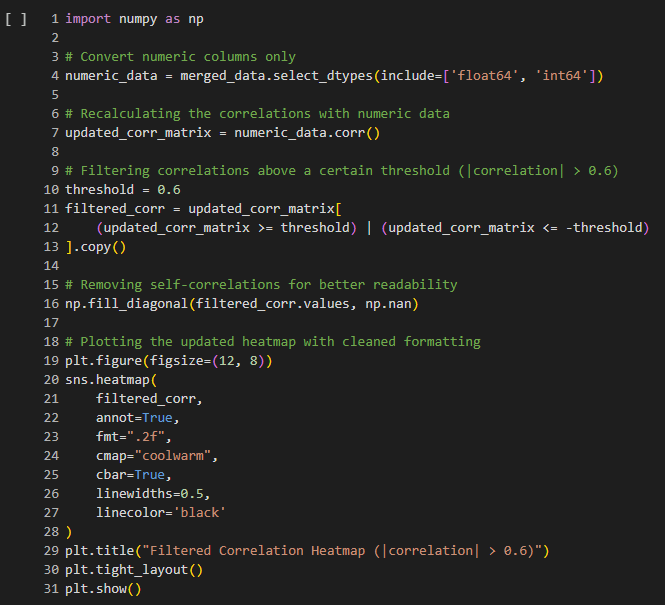 [ ] 1 import numpy as np
2
3 # Convert numeric columns only
4 numeric_data = merged_data.select_dtypes(include=['float64', 'int64'])
5
6 # Recalculating the correlations with numeric data
7 updated_corr_matrix = numeric_data.corr()
8
9 # Filtering correlations above a certain threshold (|correlation| > 0.6)
10 threshold = 0.6
11 filtered_corr = updated_corr_matrix[
12     (updated_corr_matrix >= threshold) | (updated_corr_matrix <= -threshold)
13 ].copy()
14
15 # Removing self-correlations for better readability
16 np.fill_diagonal(filtered_corr.values, np.nan)
17
18 # Plotting the updated heatmap with cleaned formatting
19 plt.figure(figsize=(12, 8))
20 sns.heatmap(
21     filtered_corr,
22     annot=True,
23     fmt=".2f",
24     cmap="coolwarm",
25     cbar=True,
26     linewidths=0.5,
27     linecolor='black'
28 )
29 plt.title("Filtered Correlation Heatmap (|correlation| > 0.6)")
30 plt.tight_layout()
31 plt.show()